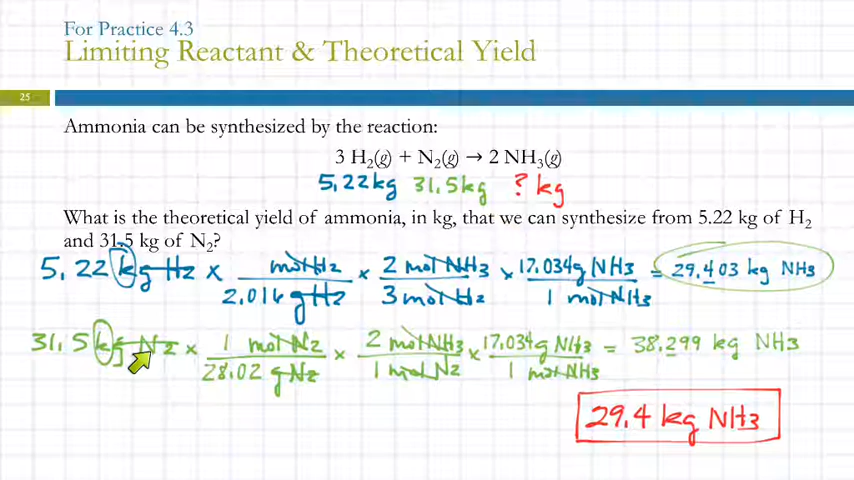 For Practice 4.3
Limiting Reactant & Theoretical Yield
25
Ammonia can be synthesized by the reaction:
3 H₂(g) + N₂(g) → 2 NH₃(g)
5.22kg 31.5kg ? kg
What is the theoretical yield of ammonia, in kg, that we can synthesize from 5.22 kg of H₂
and 31.5 kg of N₂?
5.22 kg H₂ × mol H₂ / 2.016 g H₂ × 2 mol NH₃ / 3 mol H₂ × 17.034g NH₃ / 1 mol NH₃ = 29.403 kg NH₃
31.5 kg N₂ × 1 mol N₂ / 28.02 g N₂ × 2 mol NH₃ / 1 mol N₂ × 17.034g NH₃ / 1 mol NH₃ = 38.299 kg NH₃
29.4 kg NH₃